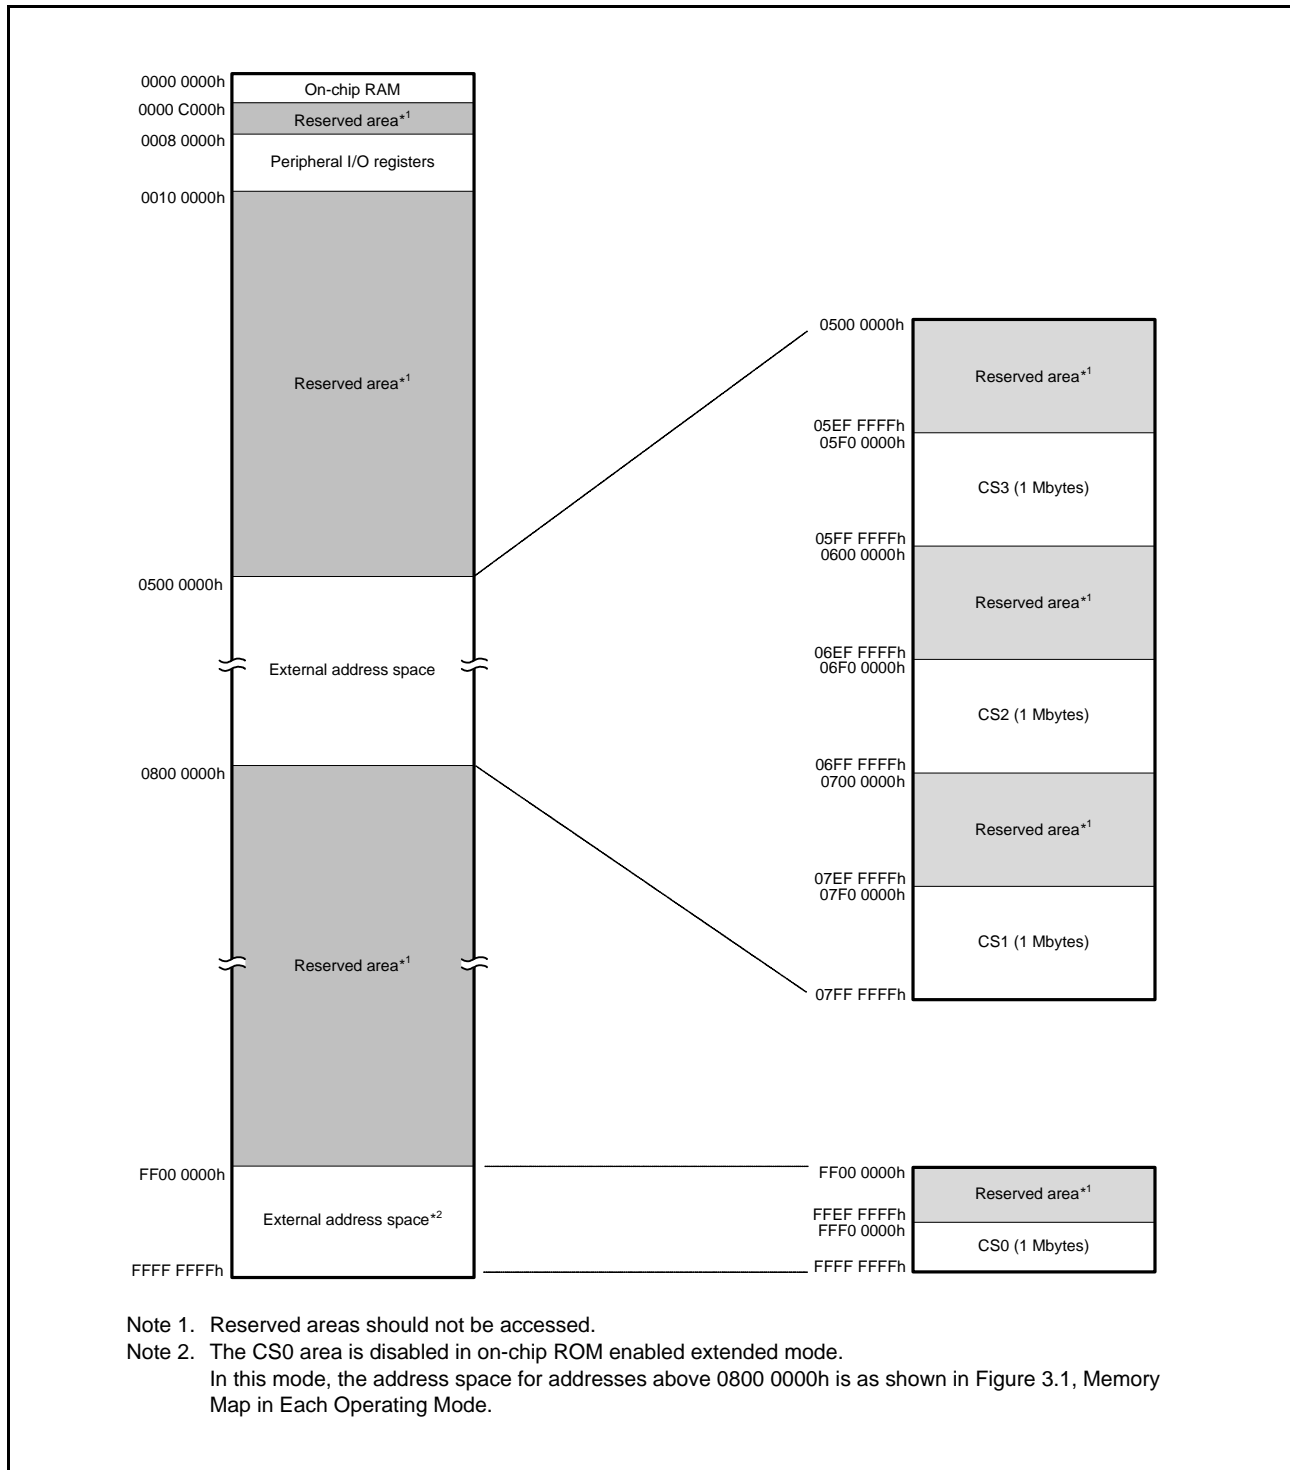 0000 0000h
On-chip RAM
0000 C000h
Reserved area*1
0008 0000h
Peripheral I/O registers
0010 0000h
Reserved area*1
0500 0000h
External address space
0800 0000h
Reserved area*1
FF00 0000h
External address space*2
FFFF FFFFh
0500 0000h
Reserved area*1
05EF FFFFh
05F0 0000h
CS3 (1 Mbytes)
05FF FFFFh
0600 0000h
Reserved area*1
06EF FFFFh
06F0 0000h
CS2 (1 Mbytes)
06FF FFFFh
0700 0000h
Reserved area*1
07EF FFFFh
07F0 0000h
CS1 (1 Mbytes)
07FF FFFFh
FF00 0000h
Reserved area*1
FFEF FFFFh
FFF0 0000h
CS0 (1 Mbytes)
FFFF FFFFh
Note 1. Reserved areas should not be accessed.
Note 2. The CS0 area is disabled in on-chip ROM enabled extended mode.
In this mode, the address space for addresses above 0800 0000h is as shown in Figure 3.1, Memory
Map in Each Operating Mode.